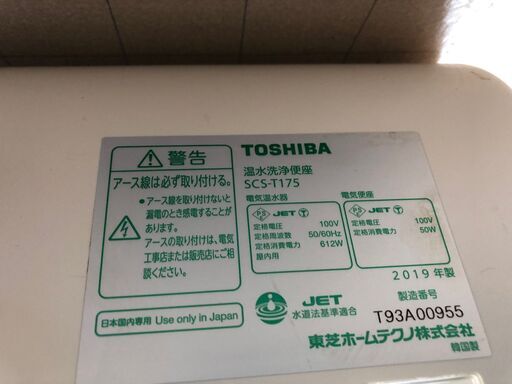 警告
アース線は必ず取り付ける。
●アース線を取り付けないと
漏電のとき感電することが
あります。
アースの取付けは、電気
工事店または販売店にご相
談ください。
日本国内専用 Use only in Japan
TOSHIBA
温水洗浄便座
SCS-T175
電気温水器
PS JET T
定格電圧 100V
定格周波数 50/60Hz
定格消費電力 612W
屋内用
電気便座
PS JET T
定格電圧 100V
定格消費電力 50W
2019年製
JET
水道法基準適合
製造番号
T93A00955
東芝ホームテクノ株式会社
韓国製